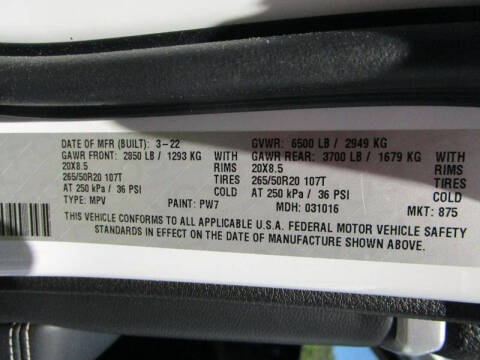 DATE OF MFR (BUILT): 3-22 GVWR: 6500 LB / 2949 KG
GAWR FRONT: 2850 LB / 1293 KG WITH GAWR REAR: 3700 LB / 1679 KG WITH
20X8.5 RIMS 20X8.5 RIMS
265/50R20 107T TIRES 265/50R20 107T TIRES
AT 250 kPa / 36 PSI COLD AT 250 kPa / 36 PSI COLD
TYPE: MPV PAINT: PW7 MDH: 031016 MKT: 875
THIS VEHICLE CONFORMS TO ALL APPLICABLE U.S.A. FEDERAL MOTOR VEHICLE SAFETY
STANDARDS IN EFFECT ON THE DATE OF MANUFACTURE SHOWN ABOVE.